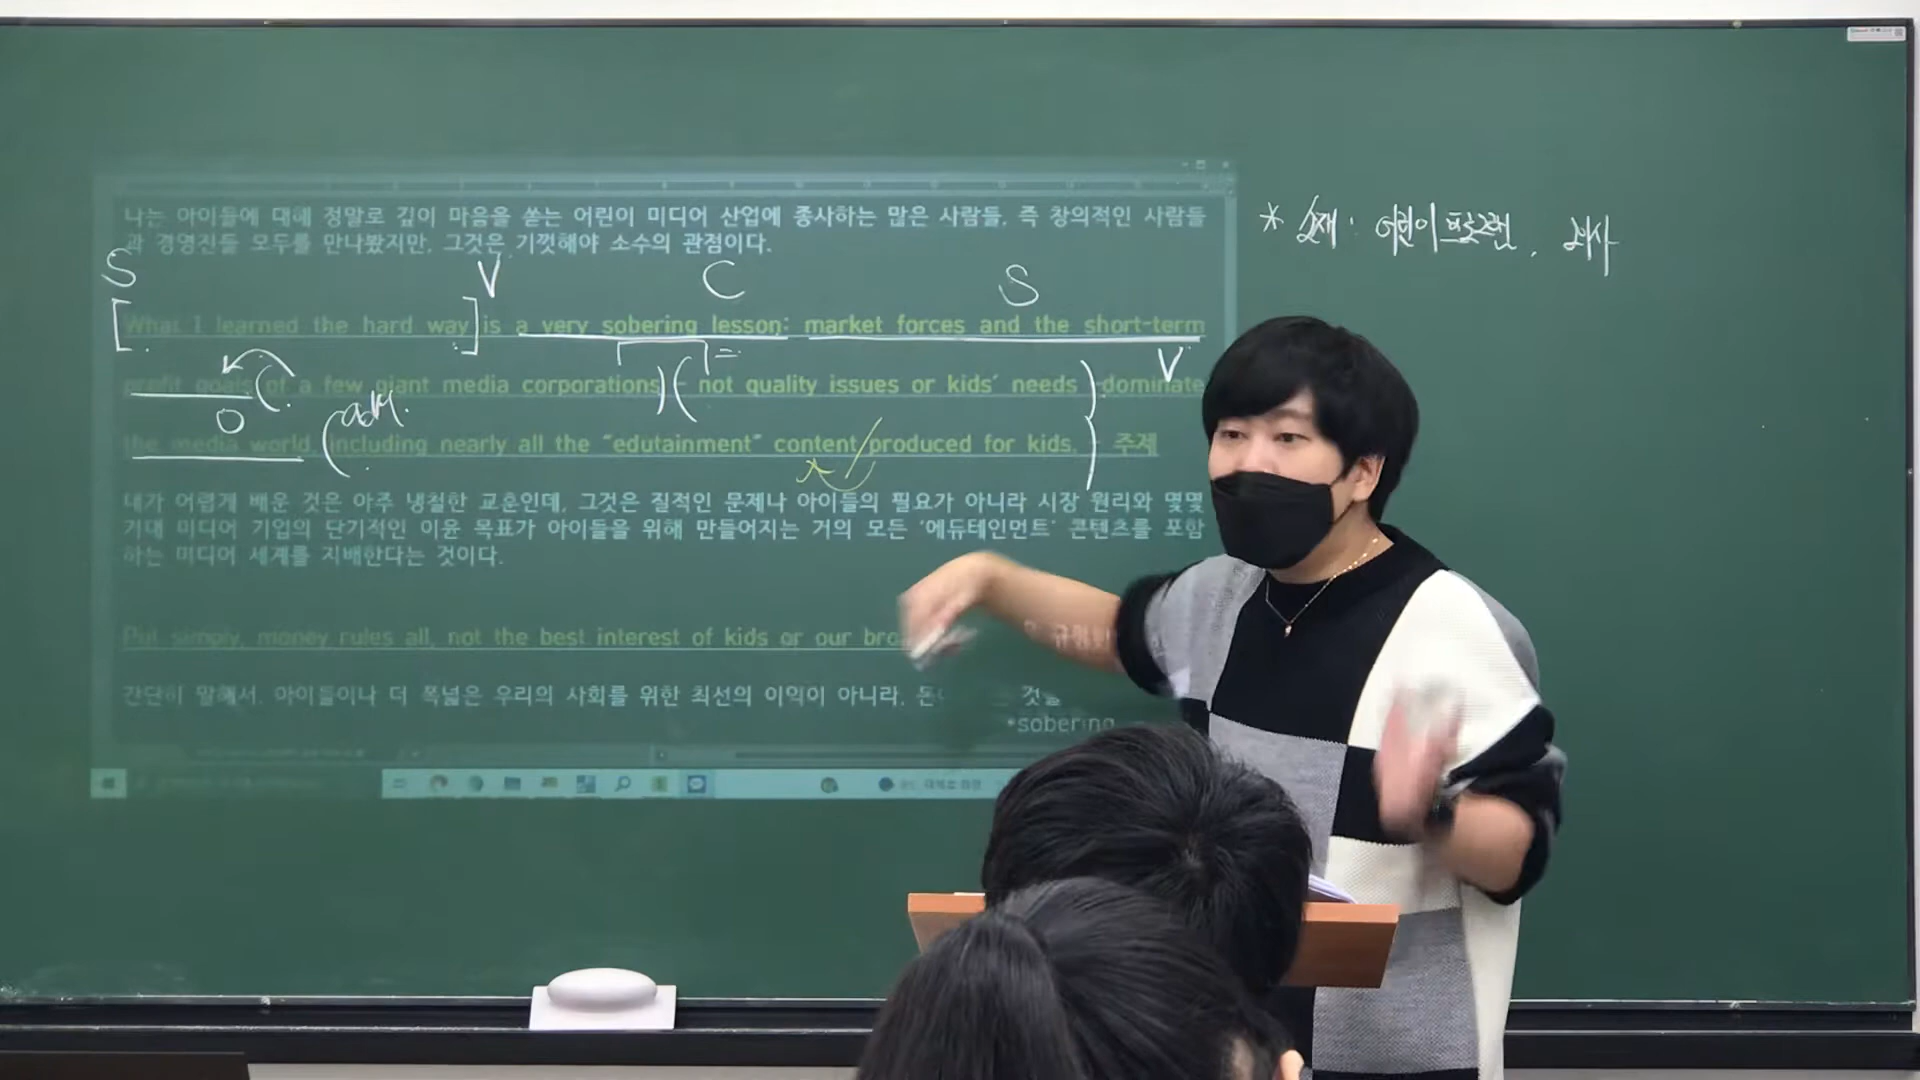 나는 아이들에 대해 정말로 깊이 마음을 쏟는 어린이 미디어 산업에 종사하는 많은 사람들, 즉 창의적인 사람들
과 경영진들 모두를 만나봤지만, 그것은 기껏해야 소수의 관점이다.
* 소재 : 어린이 프로그램,
S V C S
[What I learned the hard way] is a very sobering lesson: market forces and the short-term
= V
profit goals (of a few giant media corporations) ( - not quality issues or kids' needs ) - dominate
O adv.
the media world, (including nearly all the "edutainment" content / produced for kids. ) - 주제
내가 어렵게 배운 것은 아주 냉철한 교훈인데, 그것은 질적인 문제나 아이들의 필요가 아니라 시장 원리와 몇몇
거대 미디어 기업의 단기적인 이윤 목표가 아이들을 위해 만들어지는 거의 모든 '에듀테인먼트' 콘텐츠를 포함
하는 미디어 세계를 지배한다는 것이다.
Put simply, money rules all, not the best interest of kids or our
간단히 말해서, 아이들이나 더 폭넓은 우리의 사회를 위한 최선의 이익이 아니라, 것을
*sobering